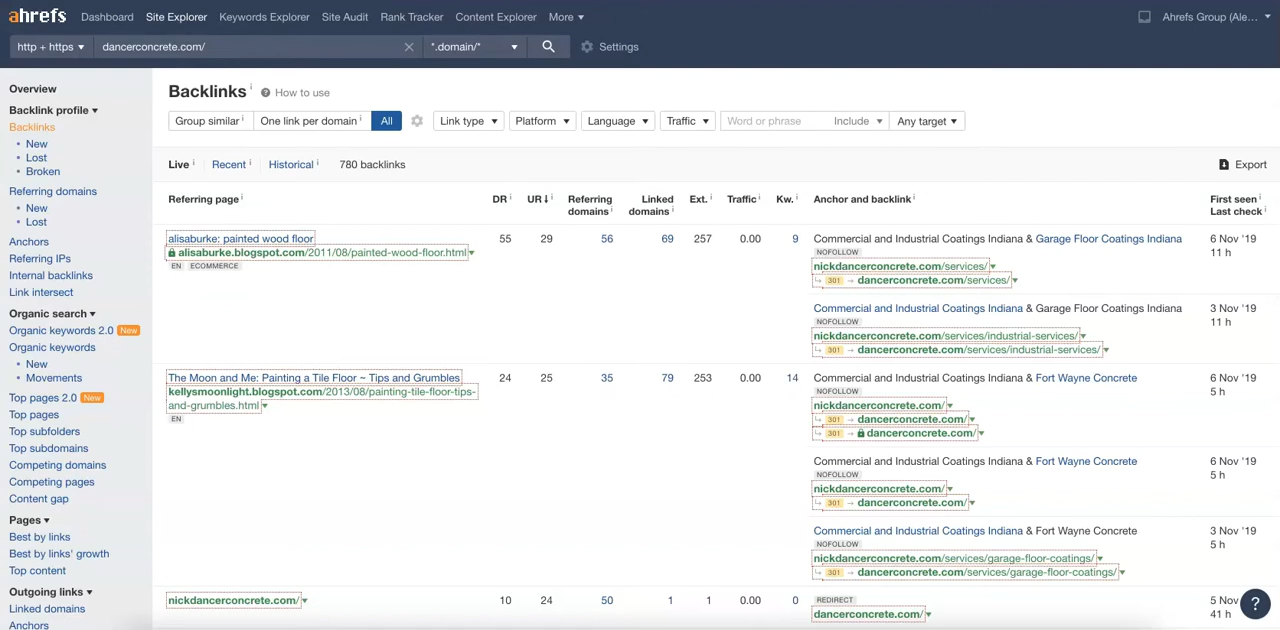 ahrefs Dashboard Site Explorer Keywords Explorer Site Audit Rank Tracker Content Explorer More Ahrefs Group (Ale...
http + https dancerconcrete.com/ *.domain/* Settings
Overview
Backlink profile
Backlinks
New
Lost
Broken
Referring domains
New
Lost
Anchors
Referring IPs
Internal backlinks
Link intersect
Organic search
Organic keywords 2.0 New
Organic keywords
New
Movements
Top pages 2.0 New
Top pages
Top subfolders
Top subdomains
Competing domains
Competing pages
Content gap
Pages
Best by links
Best by links' growth
Top content
Outgoing links
Linked domains
Anchors
Backlinks i ? How to use
Group similar i One link per domain i All Link type Platform Language Traffic Word or phrase Include Any target
Live i Recent i Historical i 780 backlinks Export
Referring page i DR i UR i Referring domains i Linked domains i Ext. i Traffic i Kw. i Anchor and backlink i First seen i Last check i
alisaburke: painted wood floor 55 29 56 69 257 0.00 9 Commercial and Industrial Coatings Indiana & Garage Floor Coatings Indiana 6 Nov '19
alisaburke.blogspot.com/2011/08/painted-wood-floor.html NOFOLLOW 11 h
EN ECOMMERCE nickdancerconcrete.com/services/
301 → dancerconcrete.com/services/
Commercial and Industrial Coatings Indiana & Garage Floor Coatings Indiana 3 Nov '19
NOFOLLOW 11 h
nickdancerconcrete.com/services/industrial-services/
301 → dancerconcrete.com/services/industrial-services/
The Moon and Me: Painting a Tile Floor ~ Tips and Grumbles 24 25 35 79 253 0.00 14 Commercial and Industrial Coatings Indiana & Fort Wayne Concrete 6 Nov '19
kellysmoonlight.blogspot.com/2013/08/painting-tile-floor-tips- NOFOLLOW 5 h
and-grumbles.html nickdancerconcrete.com/
EN 301 → dancerconcrete.com/
301 → dancerconcrete.com/
Commercial and Industrial Coatings Indiana & Fort Wayne Concrete 6 Nov '19
NOFOLLOW 5 h
nickdancerconcrete.com/
301 → dancerconcrete.com/
Commercial and Industrial Coatings Indiana & Fort Wayne Concrete 3 Nov '19
NOFOLLOW 5 h
nickdancerconcrete.com/services/garage-floor-coatings/
301 → dancerconcrete.com/services/garage-floor-coatings/
nickdancerconcrete.com/ 10 24 50 1 1 0.00 0 REDIRECT 5 Nov
dancerconcrete.com/ 41 h
?